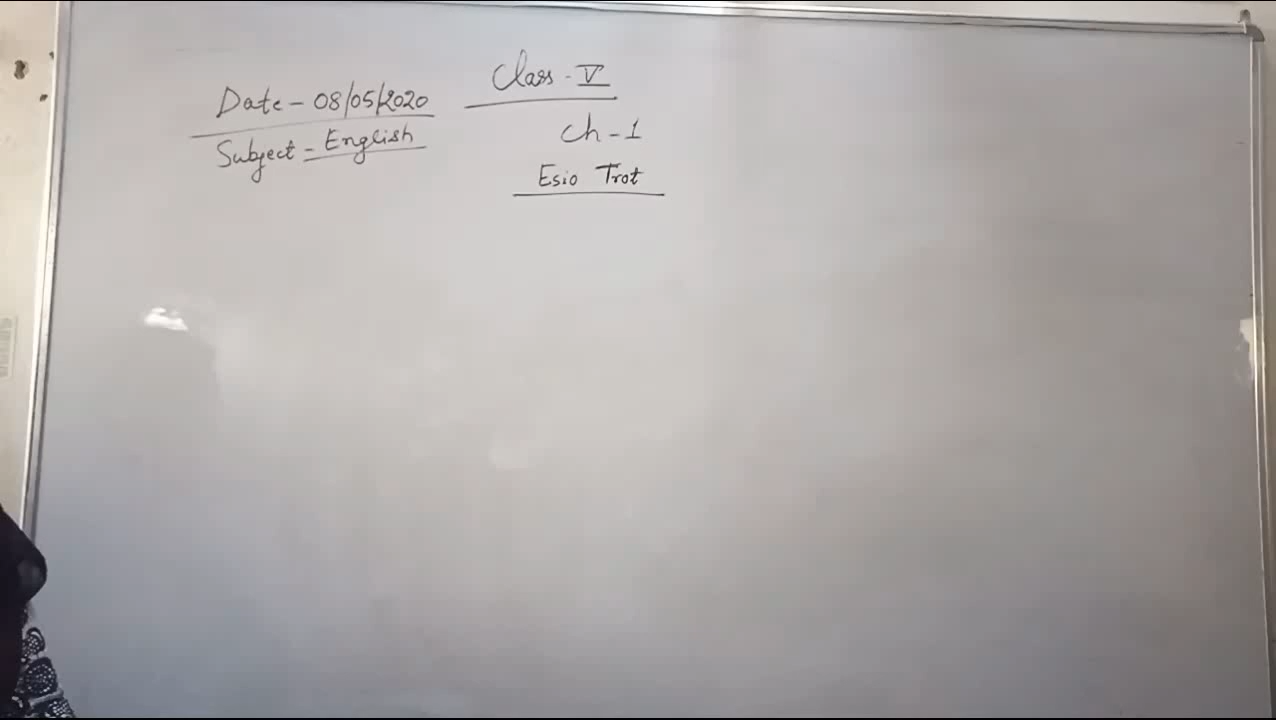 Class - V
Date - 08/05/2020
Subject - English
Ch - 1
Esio Trot